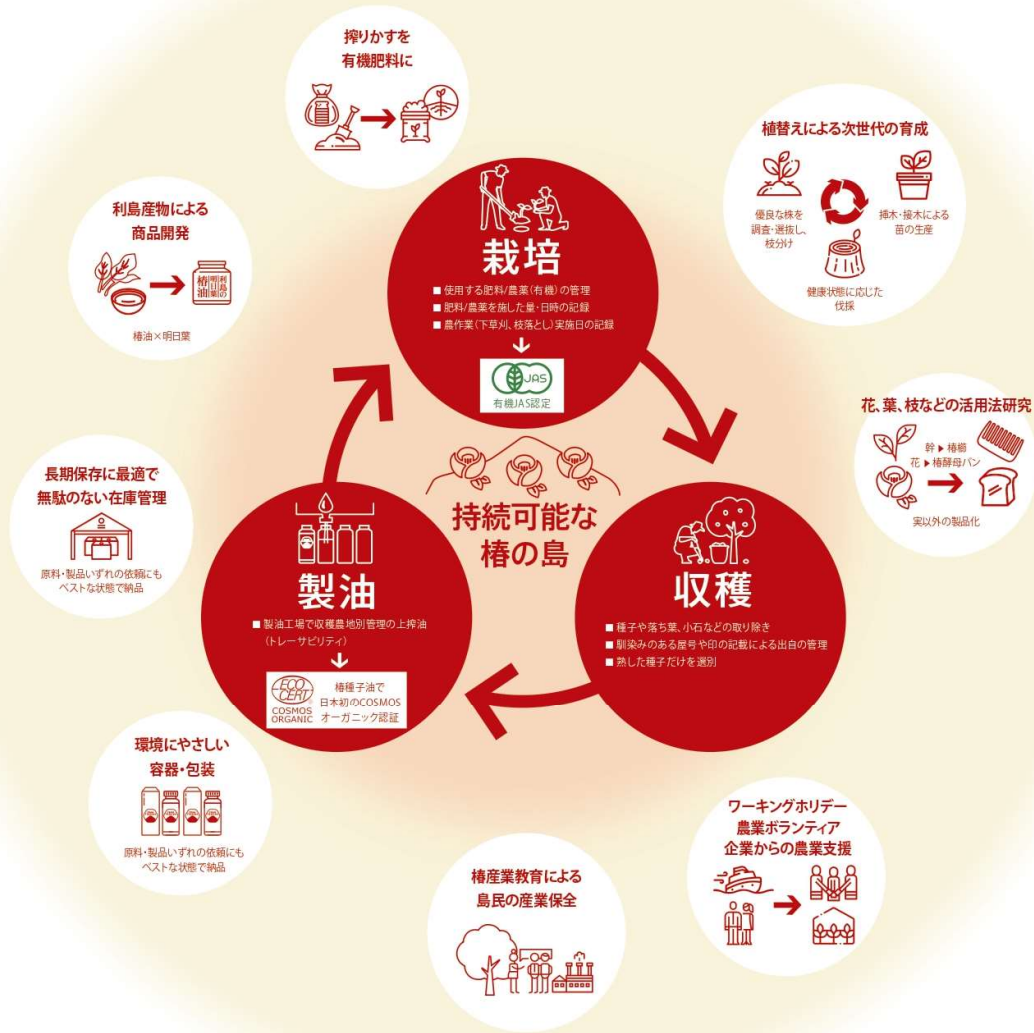 搾りかすを
有機肥料に
植替えによる次世代の育成
優良な株を
調査・選抜し、
枝分け
挿木・接木による
苗の生産
健康状態に応じた
伐採
利島産物による
商品開発
利島の
明日葉
椿油
椿油×明日葉
栽培
■ 使用する肥料/農薬(有機)の管理
■ 肥料/農薬を施した量・日時の記録
■ 農作業(下草刈、枝落とし)実施日の記録
JAS
有機JAS認定
花、葉、枝などの活用法研究
幹▶椿櫛
花▶椿酵母パン
実以外の製品化
長期保存に最適で
無駄のない在庫管理
原料・製品いずれの依頼にも
ベストな状態で納品
持続可能な
椿の島
製油
■ 製油工場で収穫農地別管理の上搾油
(トレーサビリティ)
ECO
CERT
COSMOS
ORGANIC
椿種子油で
日本初のCOSMOS
オーガニック認証
収穫
■ 種子や落ち葉、小石などの取り除き
■ 馴染みのある屋号や印の記載による出自の管理
■ 熟した種子だけを選別
環境にやさしい
容器・包装
原料・製品いずれの依頼にも
ベストな状態で納品
椿産業教育による
島民の産業保全
ワーキングホリデー
農業ボランティア
企業からの農業支援